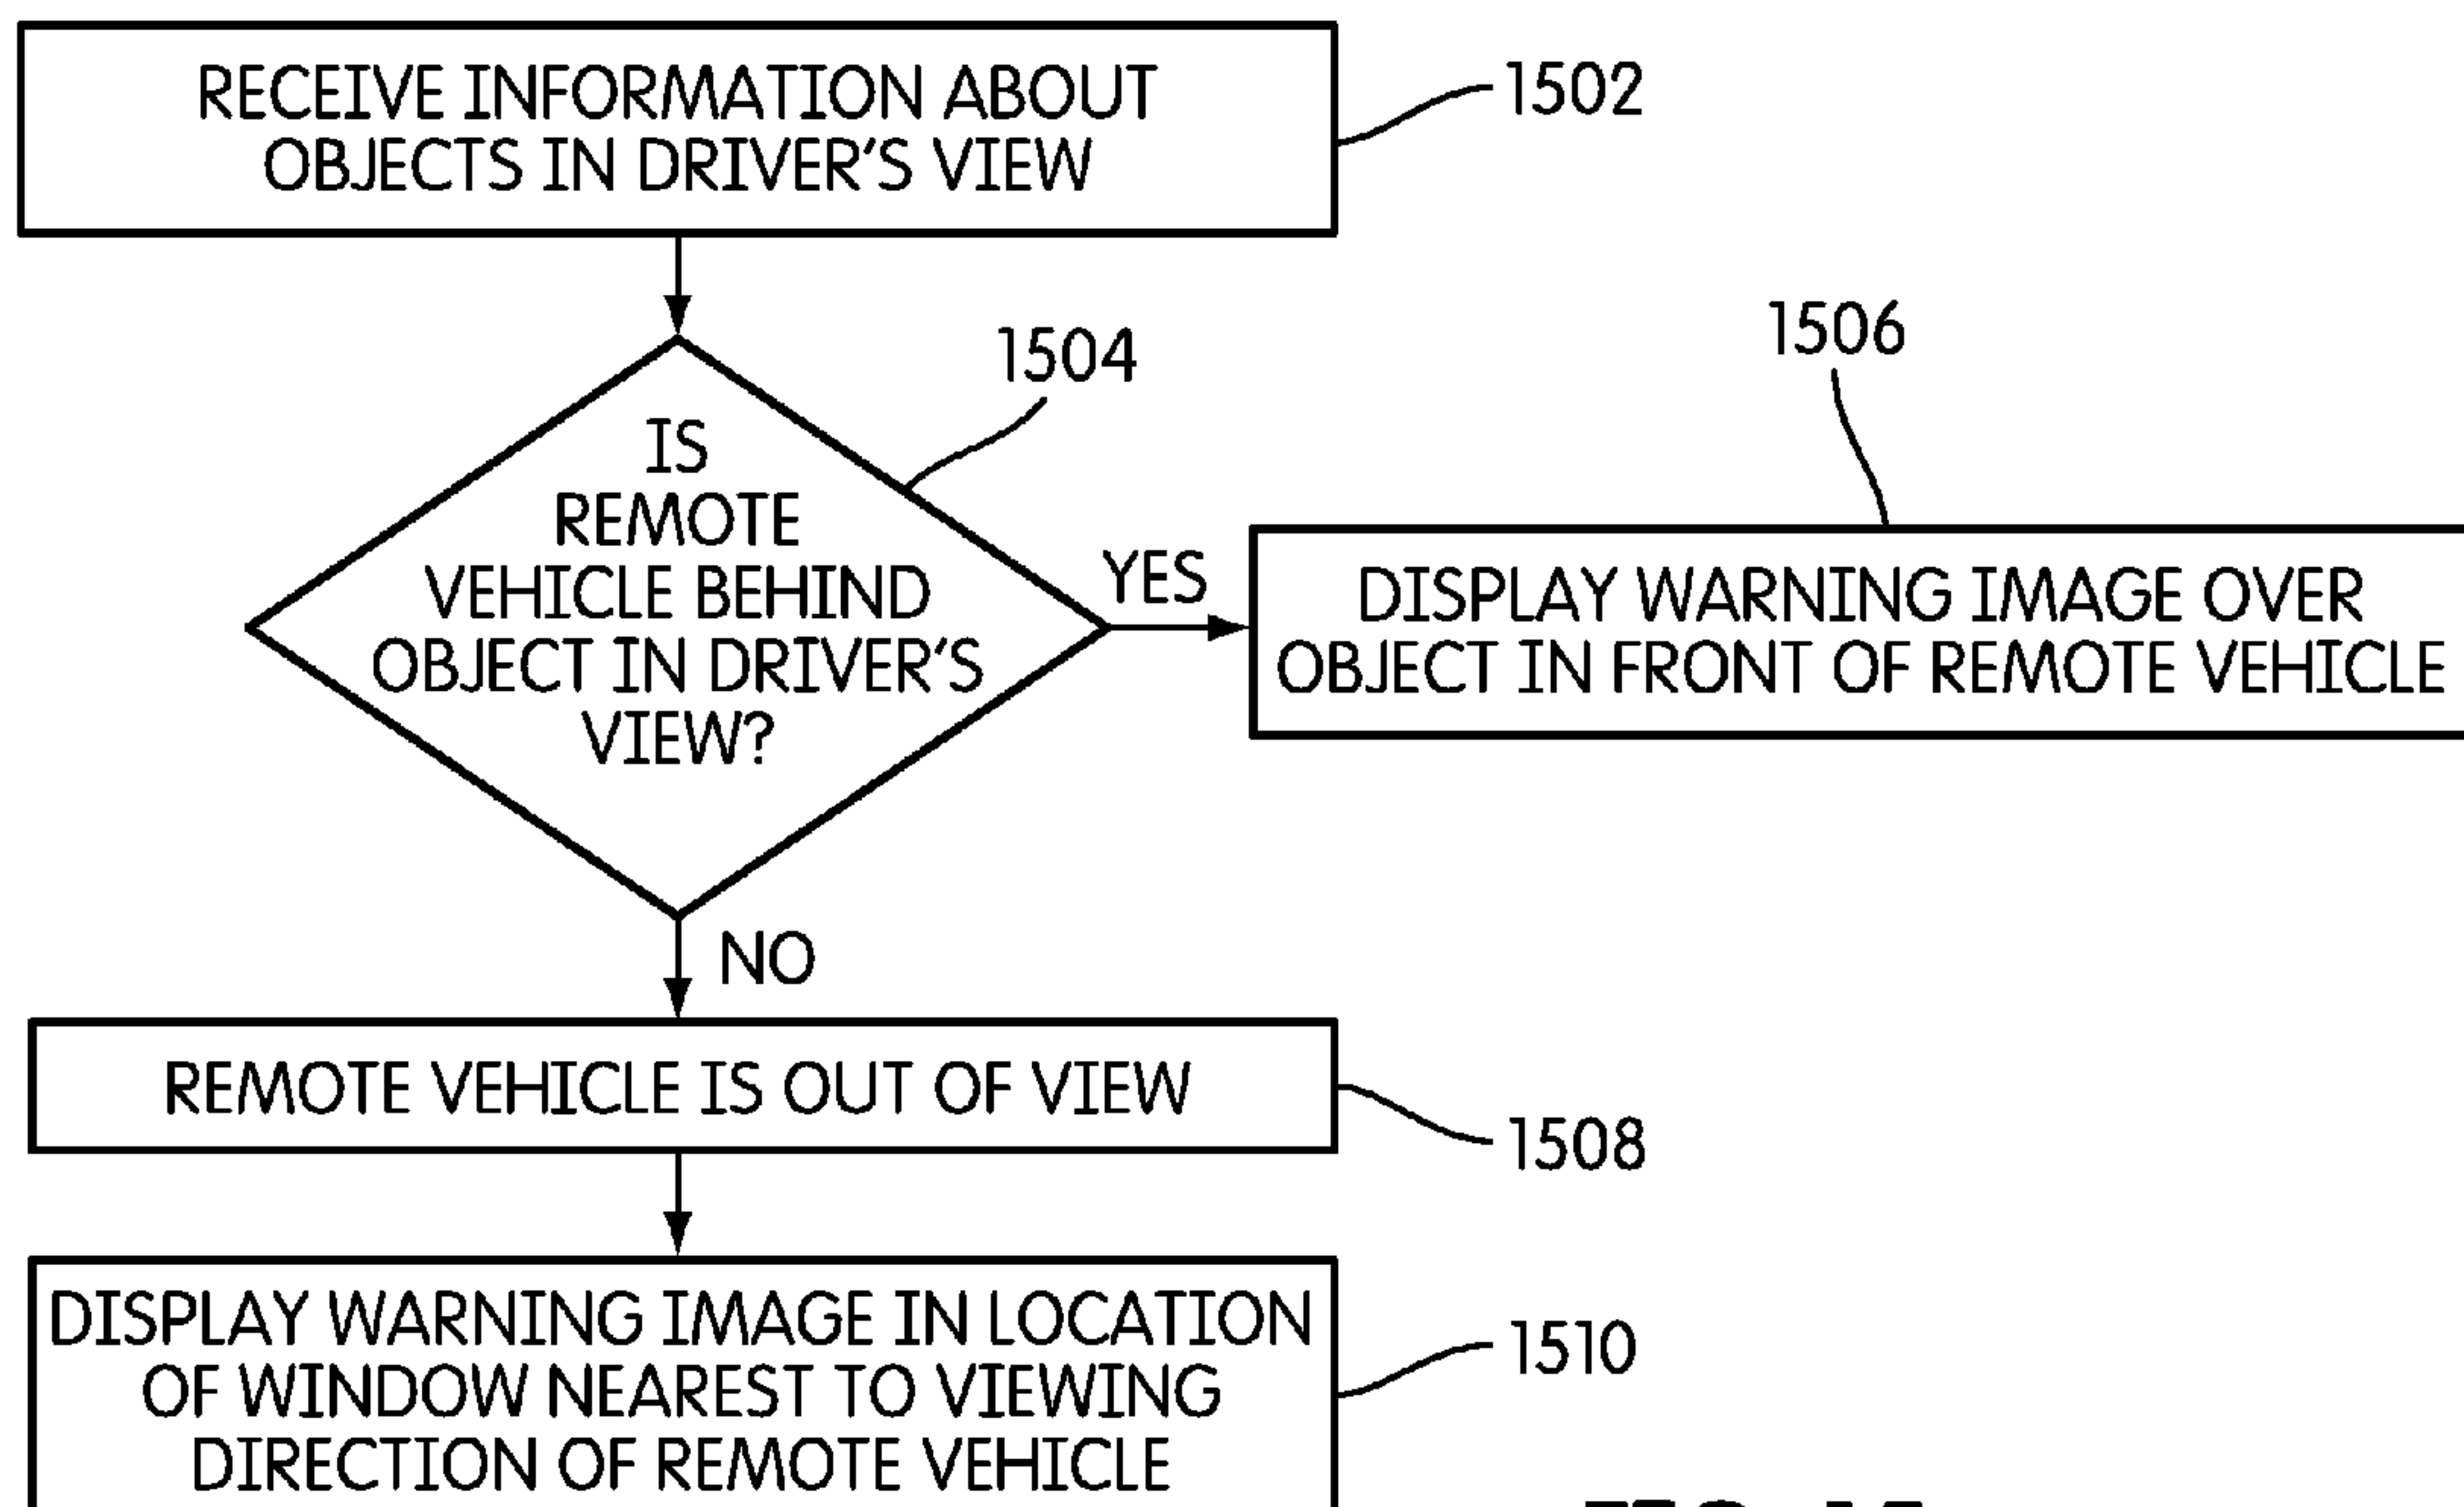 RECEIVE INFORMATION ABOUT
OBJECTS IN DRIVER'S VIEW
1502
1504
1506
IS
REMOTE
VEHICLE BEHIND
OBJECT IN DRIVER'S
VIEW?
YES
DISPLAY WARNING IMAGE OVER
OBJECT IN FRONT OF REMOTE VEHICLE
NO
REMOTE VEHICLE IS OUT OF VIEW
1508
DISPLAY WARNING IMAGE IN LOCATION
OF WINDOW NEAREST TO VIEWING
DIRECTION OF REMOTE VEHICLE
1510